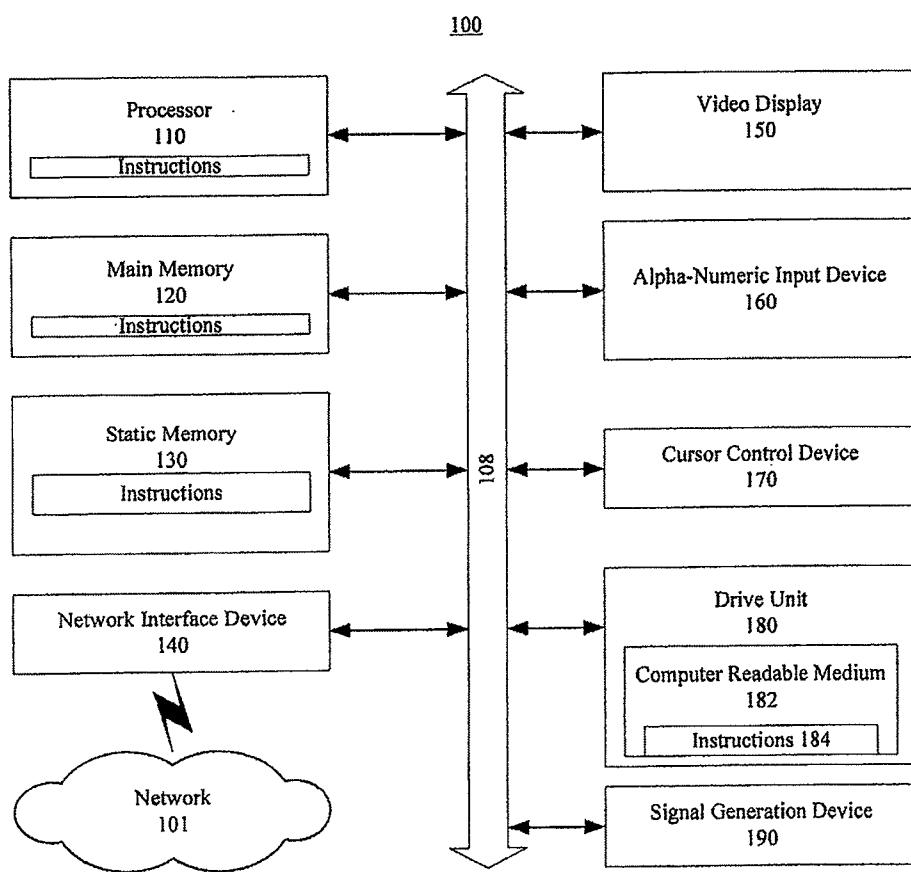 100
Processor
110
Instructions
Main Memory
120
Instructions
Static Memory
130
Instructions
Network Interface Device
140
Network
101
108
Video Display
150
Alpha-Numeric Input Device
160
Cursor Control Device
170
Drive Unit
180
Computer Readable Medium
182
Instructions 184
Signal Generation Device
190